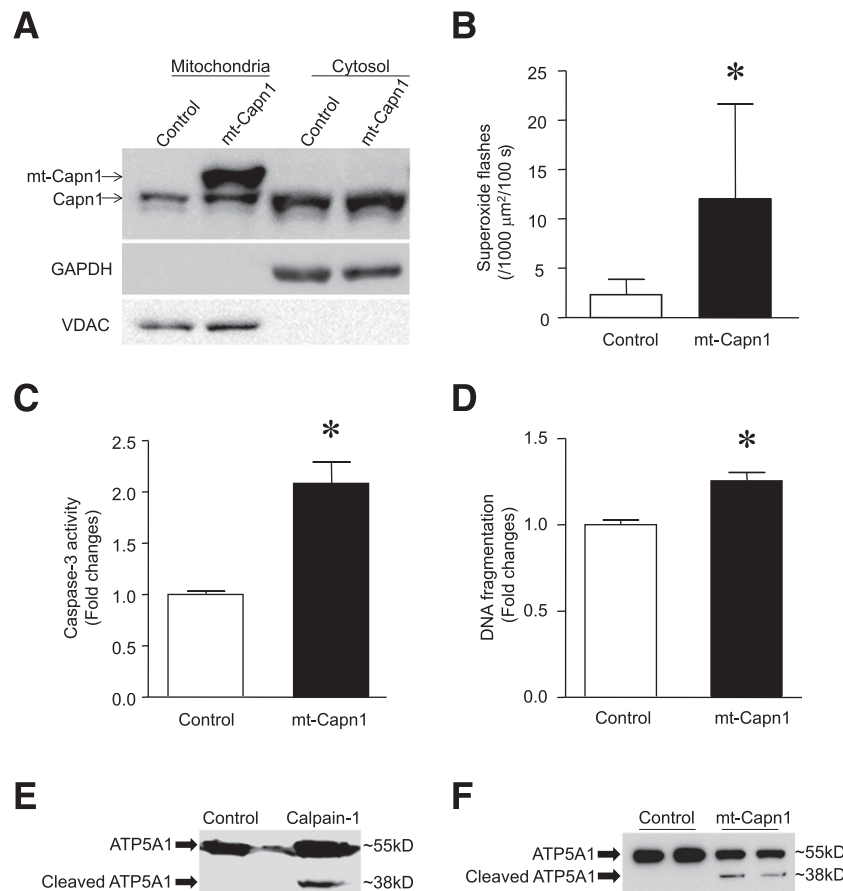 A
Mitochondria Cytosol
Control mt-Capn1 Control mt-Capn1
mt-Capn1
Capn1
GAPDH
VDAC
B
Superoxide flashes
(/1000 μm²/100 s)
25
20
15
10
5
0
*
Control mt-Capn1
C
Caspase-3 activity
(Fold changes)
2.5
2.0
1.5
1.0
0.5
0.0
*
Control mt-Capn1
D
DNA fragmentation
(Fold changes)
1.5
1.0
0.5
0.0
*
Control mt-Capn1
E
Control Calpain-1
ATP5A1 ~55kD
Cleaved ATP5A1 ~38kD
F
Control mt-Capn1
ATP5A1 ~55kD
Cleaved ATP5A1 ~38kD